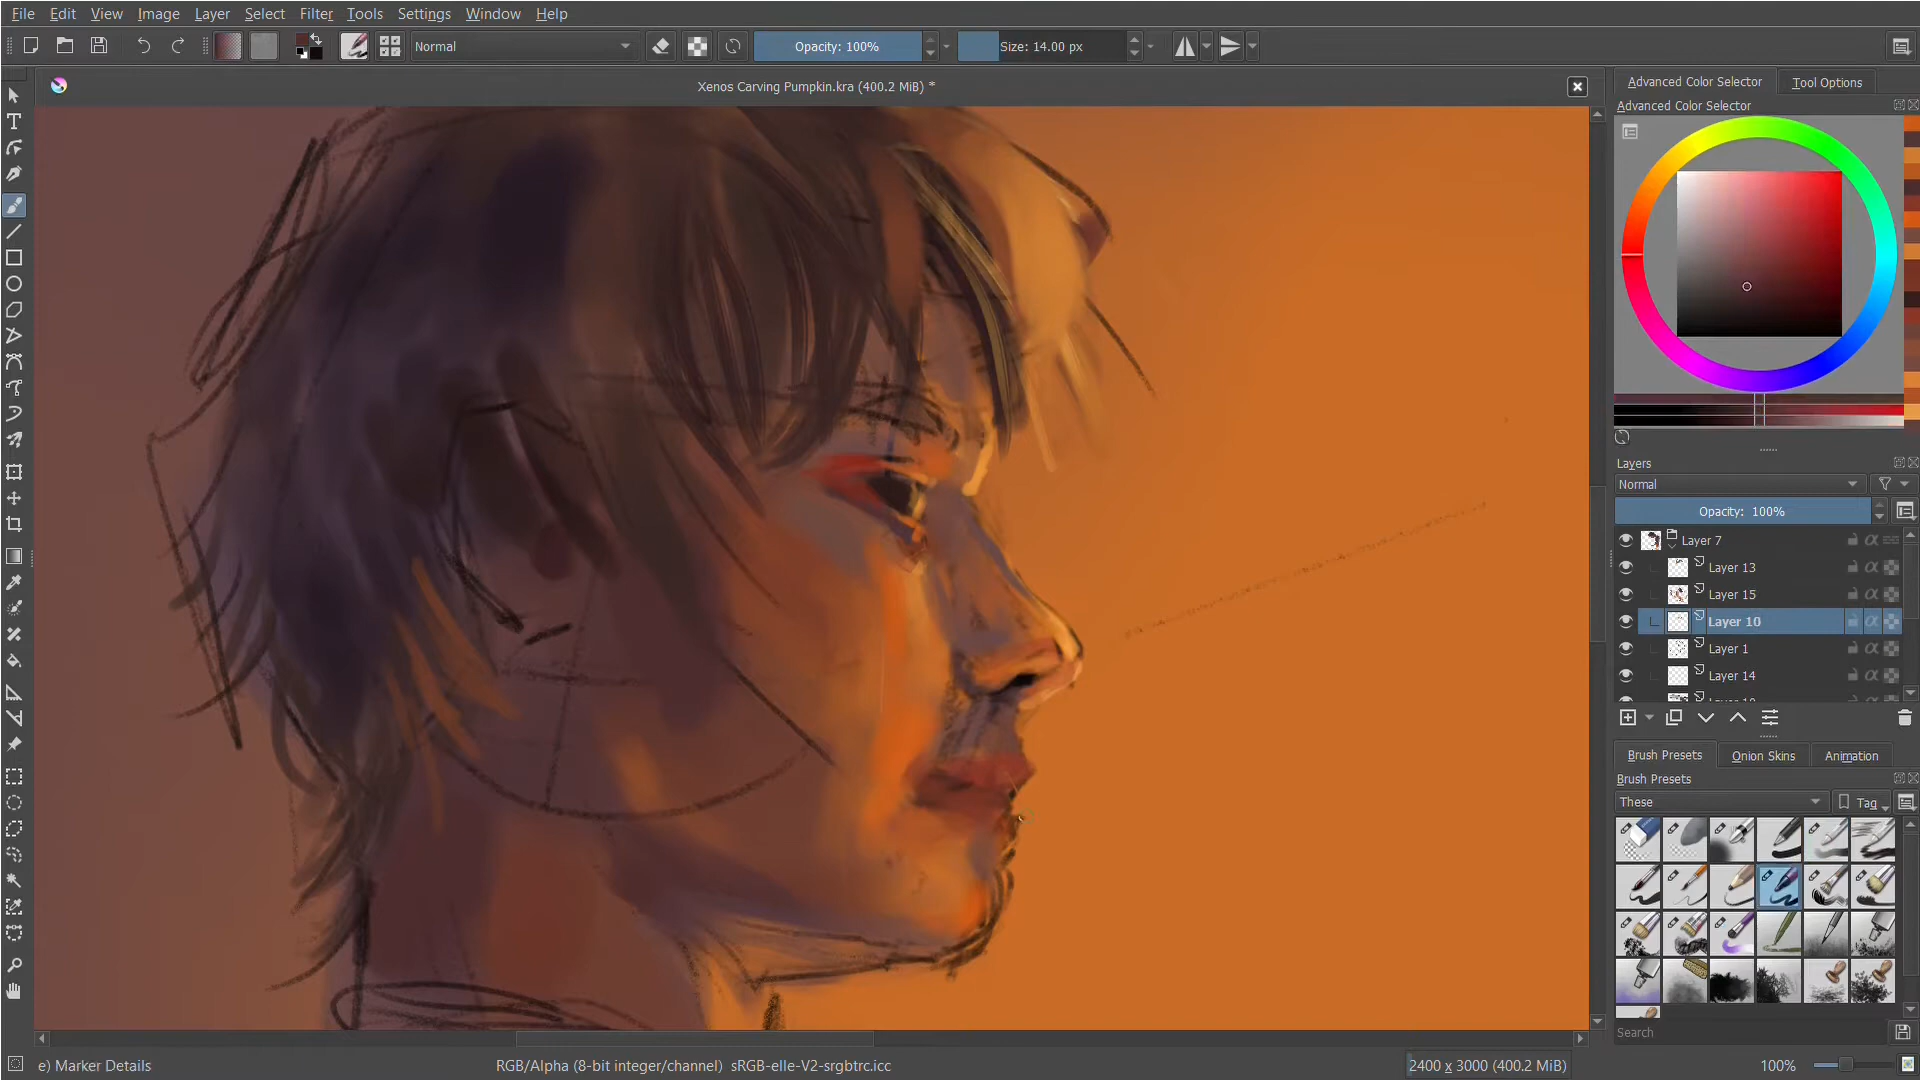 File Edit View Image Layer Select Filter Tools Settings Window Help
Normal Opacity: 100% Size: 14.00 px
Xenos Carving Pumpkin.kra (400.2 MiB) *
Advanced Color Selector Tool Options
Advanced Color Selector
Layers
Normal
Opacity: 100%
Layer 7
Layer 13
Layer 15
Layer 10
Layer 1
Layer 14
Brush Presets Onion Skins Animation
Brush Presets
These Tag
Search
e) Marker Details RGB/Alpha (8-bit integer/channel) sRGB-elle-V2-srgbtrc.icc 2400 x 3000 (400.2 MiB) 100%